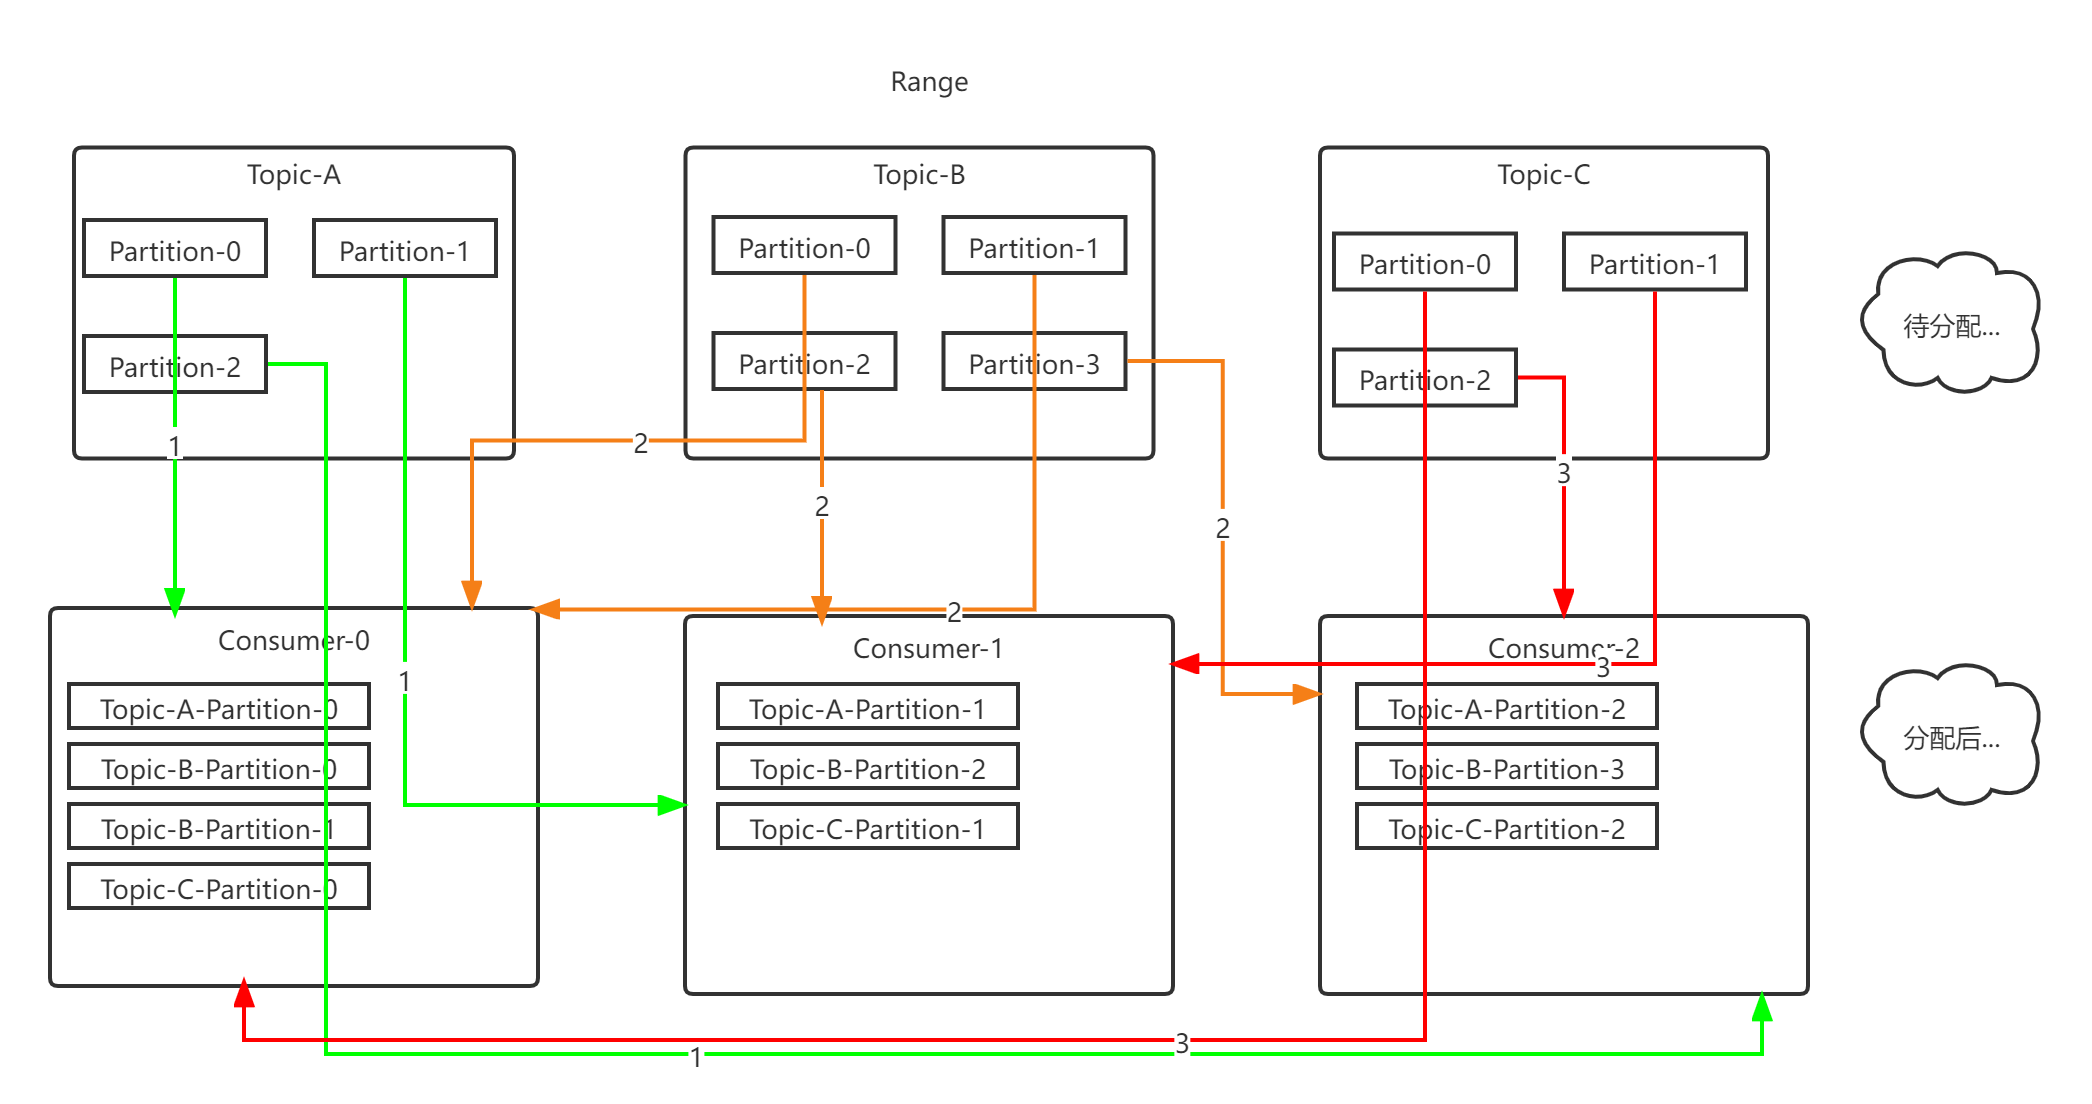 Range
Topic-A
Partition-0
Partition-1
Partition-2
Topic-B
Partition-0
Partition-1
Partition-2
Partition-3
Topic-C
Partition-0
Partition-1
Partition-2
待分配...
1
2
2
2
3
2
1
3
Consumer-0
Topic-A-Partition-0
Topic-B-Partition-0
Topic-B-Partition-1
Topic-C-Partition-0
Consumer-1
Topic-A-Partition-1
Topic-B-Partition-2
Topic-C-Partition-1
Consumer-2
Topic-A-Partition-2
Topic-B-Partition-3
Topic-C-Partition-2
分配后...
1
3